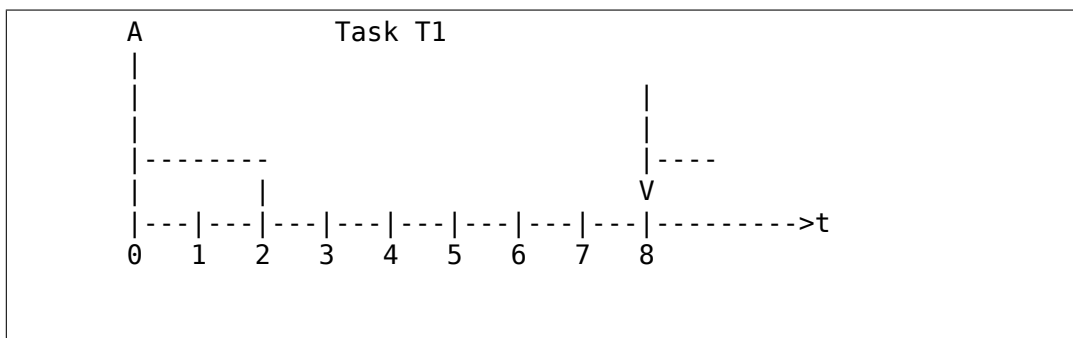 A             Task T1
|
|                               |
|                               |
|--------                       |----
|       |                       V
|---|---|---|---|---|---|---|---|--------->t
0   1   2   3   4   5   6   7   8